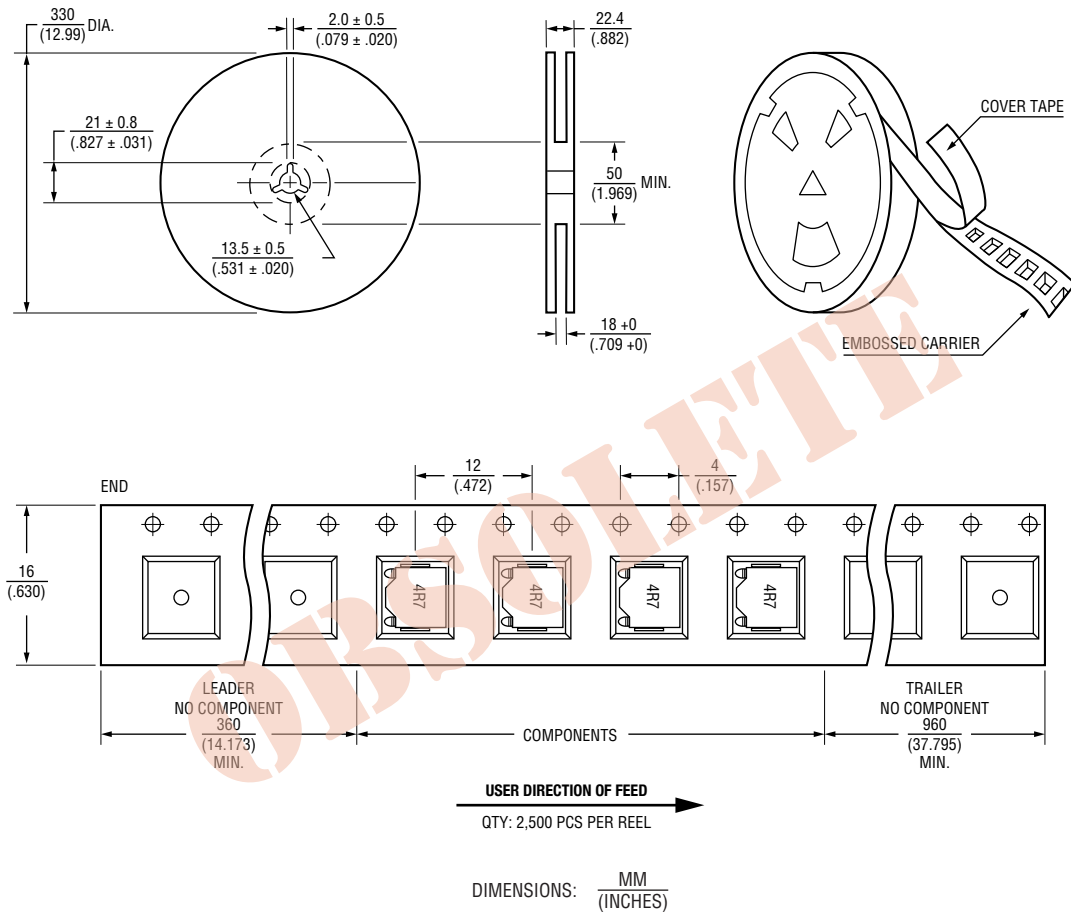 330
(12.99)
DIA.
2.0 ± 0.5
(.079 ± .020)
22.4
(.882)
21 ± 0.8
(.827 ± .031)
50
(1.969)
MIN.
13.5 ± 0.5
(.531 ± .020)
18 +0
(.709 +0)
COVER TAPE
EMBOSSED CARRIER
OBSOLETE
END
12
(.472)
4
(.157)
16
(.630)
4R7
4R7
4R7
4R7
LEADER
NO COMPONENT
360
(14.173)
MIN.
COMPONENTS
TRAILER
NO COMPONENT
960
(37.795)
MIN.
USER DIRECTION OF FEED
QTY: 2,500 PCS PER REEL
DIMENSIONS:
MM
(INCHES)